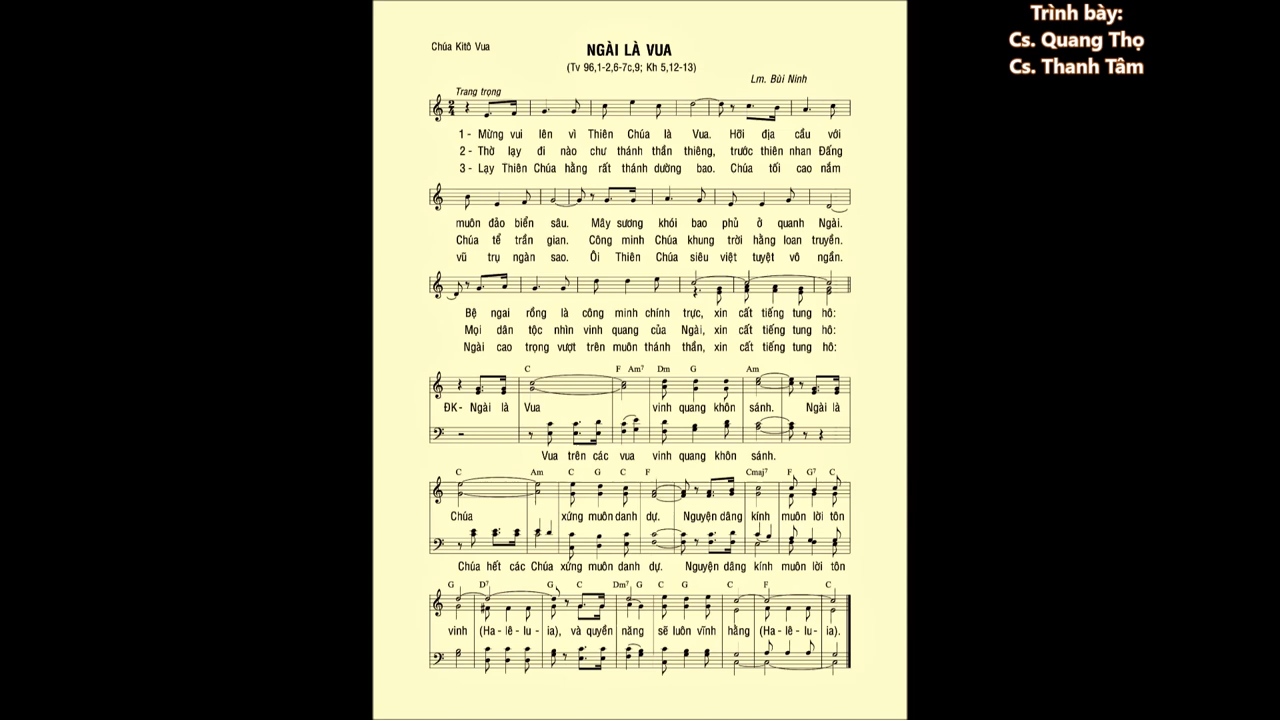 Trình bày:
Cs. Quang Thọ
Cs. Thanh Tâm
Chúa Kitô Vua
NGÀI LÀ VUA
(Tv 96,1-2,6-7c,9; Kh 5,12-13)
Lm. Bùi Ninh
Trang trọng
1- Mừng vui lên vì Thiên Chúa là Vua. Hỡi địa cầu với
2- Thờ lạy đi nào chư thánh thần thiêng, trước thiên nhan Đấng
3- Lạy Thiên Chúa hằng rất thánh dường bao. Chúa tối cao nắm
muôn đảo biển sâu. Mây sương khói bao phủ ở quanh Ngài.
Chúa tể trần gian. Công minh Chúa khung trời hằng loan truyền.
vũ trụ ngàn sao. Ôi Thiên Chúa siêu việt tuyệt vô ngần.
Bệ ngai rồng là công minh chính trực, xin cất tiếng tung hô:
Mọi dân tộc nhìn vinh quang của Ngài, xin cất tiếng tung hô:
Ngài cao trọng vượt trên muôn thánh thần, xin cất tiếng tung hô:
C F Am7 Dm G Am
ĐK- Ngài là Vua vinh quang khôn sánh. Ngài là
Vua trên các vua vinh quang khôn sánh.
C Am C G C F Cmaj7 F G7 C
Chúa xứng muôn danh dự. Nguyện dâng kính muôn lời tôn
Chúa hết các Chúa xứng muôn danh dự. Nguyện dâng kính muôn lời tôn
G D7 G C Dm7 G C G C F C
vinh (Ha-lê-lu-ia), và quyền năng sẽ luôn vĩnh hằng (Ha-lê-lu-ia).